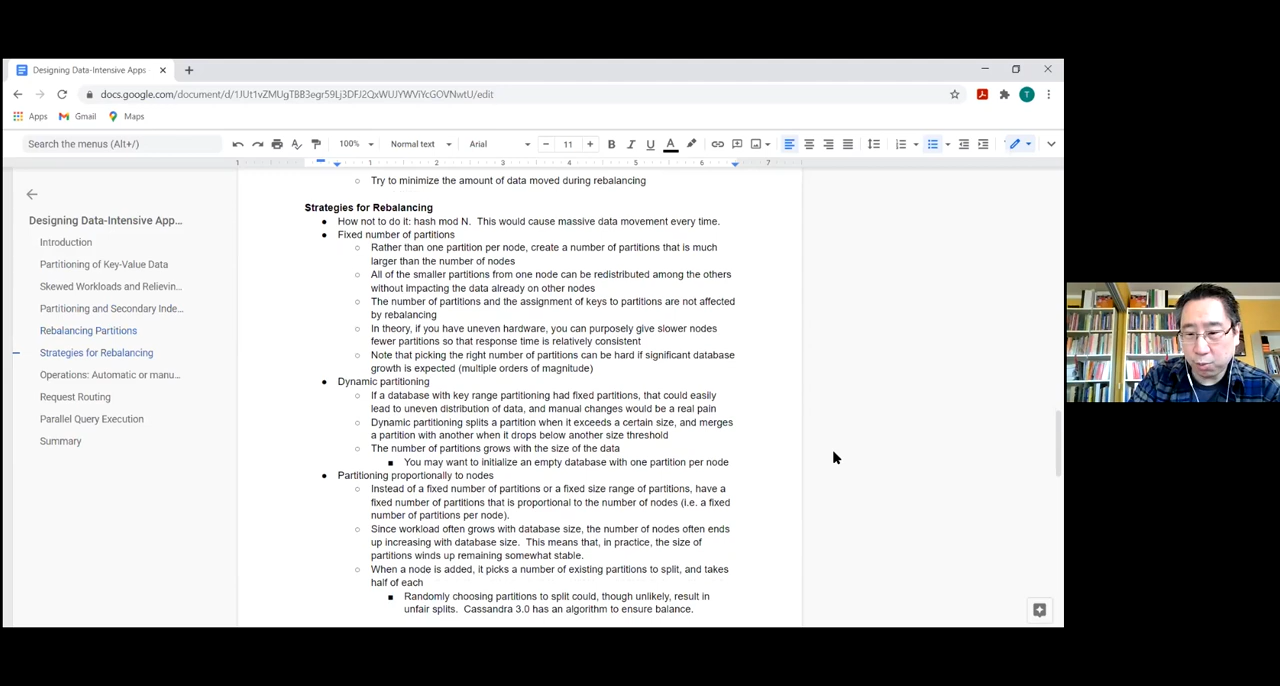 Designing Data-Intensive Apps
docs.google.com/document/d/1JUt1vZMUgTBB3egr59Lj3DFJ2QxWUJYWViYcGOVNwtU/edit
T
Apps Gmail Maps
Search the menus (Alt+/) 100% Normal text Arial 11 B I U A
1 1 2 3 4 5 6 7
Designing Data-Intensive App...
Introduction
Partitioning of Key-Value Data
Skewed Workloads and Relievin...
Partitioning and Secondary Inde...
Rebalancing Partitions
Strategies for Rebalancing
Operations: Automatic or manu...
Request Routing
Parallel Query Execution
Summary
Try to minimize the amount of data moved during rebalancing
Strategies for Rebalancing
How not to do it: hash mod N. This would cause massive data movement every time.
Fixed number of partitions
Rather than one partition per node, create a number of partitions that is much
larger than the number of nodes
All of the smaller partitions from one node can be redistributed among the others
without impacting the data already on other nodes
The number of partitions and the assignment of keys to partitions are not affected
by rebalancing
In theory, if you have uneven hardware, you can purposely give slower nodes
fewer partitions so that response time is relatively consistent
Note that picking the right number of partitions can be hard if significant database
growth is expected (multiple orders of magnitude)
Dynamic partitioning
If a database with key range partitioning had fixed partitions, that could easily
lead to uneven distribution of data, and manual changes would be a real pain
Dynamic partitioning splits a partition when it exceeds a certain size, and merges
a partition with another when it drops below another size threshold
The number of partitions grows with the size of the data
You may want to initialize an empty database with one partition per node
Partitioning proportionally to nodes
Instead of a fixed number of partitions or a fixed size range of partitions, have a
fixed number of partitions that is proportional to the number of nodes (i.e. a fixed
number of partitions per node).
Since workload often grows with database size, the number of nodes often ends
up increasing with database size. This means that, in practice, the size of
partitions winds up remaining somewhat stable.
When a node is added, it picks a number of existing partitions to split, and takes
half of each
Randomly choosing partitions to split could, though unlikely, result in
unfair splits. Cassandra 3.0 has an algorithm to ensure balance.